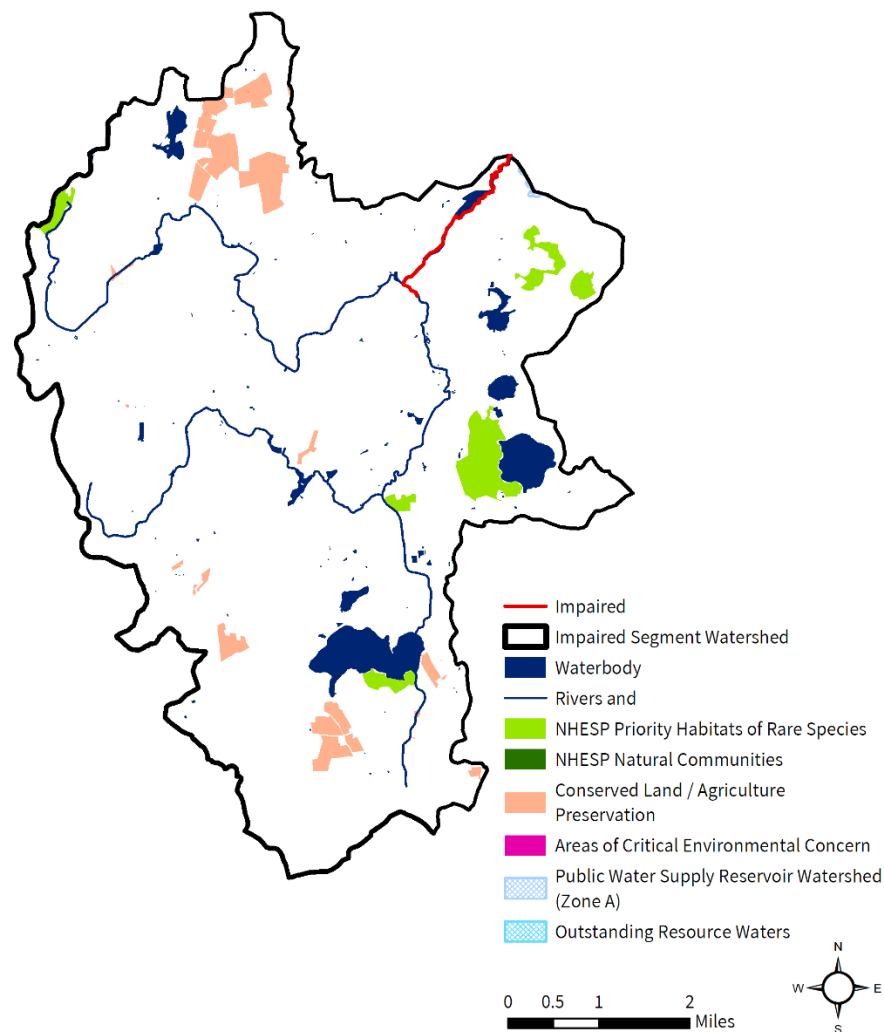 Impaired
Impaired Segment Watershed
Waterbody
Rivers and
NHESP Priority Habitats of Rare Species
NHESP Natural Communities
Conserved Land / Agriculture
Preservation
Areas of Critical Environmental Concern
Public Water Supply Reservoir Watershed
(Zone A)
Outstanding Resource Waters
N
W E
S
0 0.5 1 2
Miles